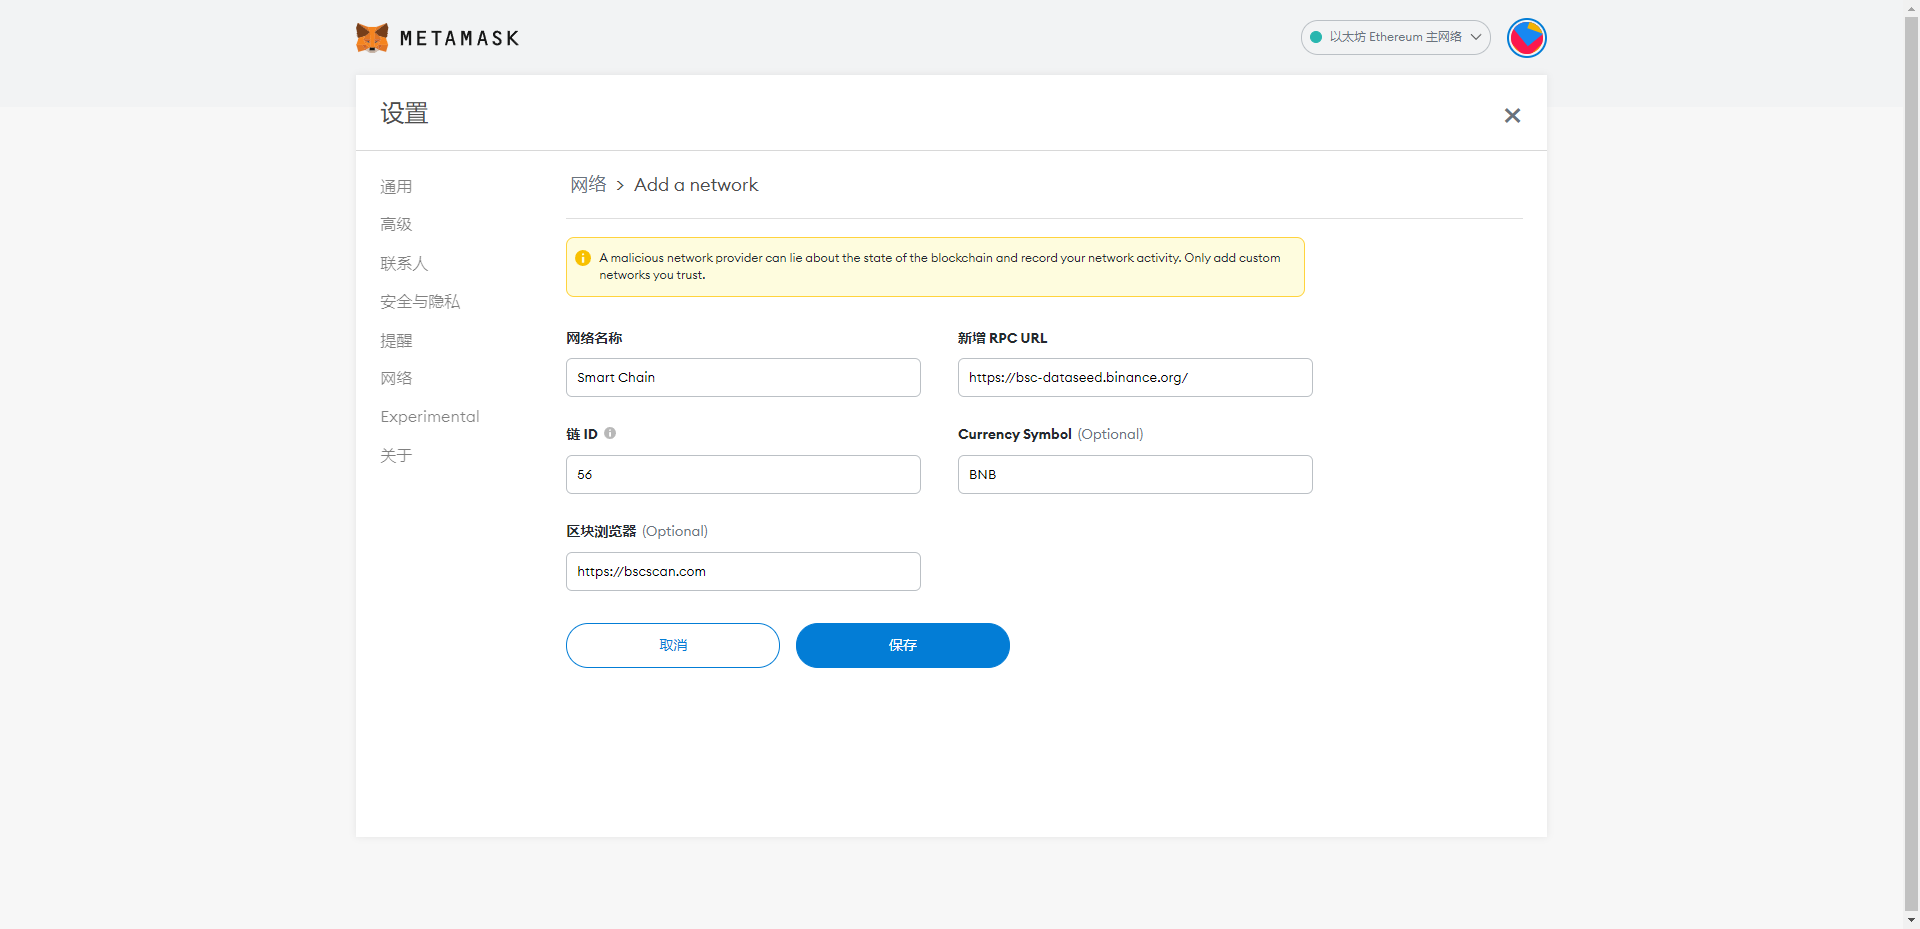 METAMASK
以太坊 Ethereum 主网络
设置
通用
高级
联系人
安全与隐私
提醒
网络
Experimental
关于
网络 > Add a network
A malicious network provider can lie about the state of the blockchain and record your network activity. Only add custom
networks you trust.
网络名称
Smart Chain
新增 RPC URL
https://bsc-dataseed.binance.org/
链 ID
56
Currency Symbol (Optional)
BNB
区块浏览器 (Optional)
https://bscscan.com
取消
保存